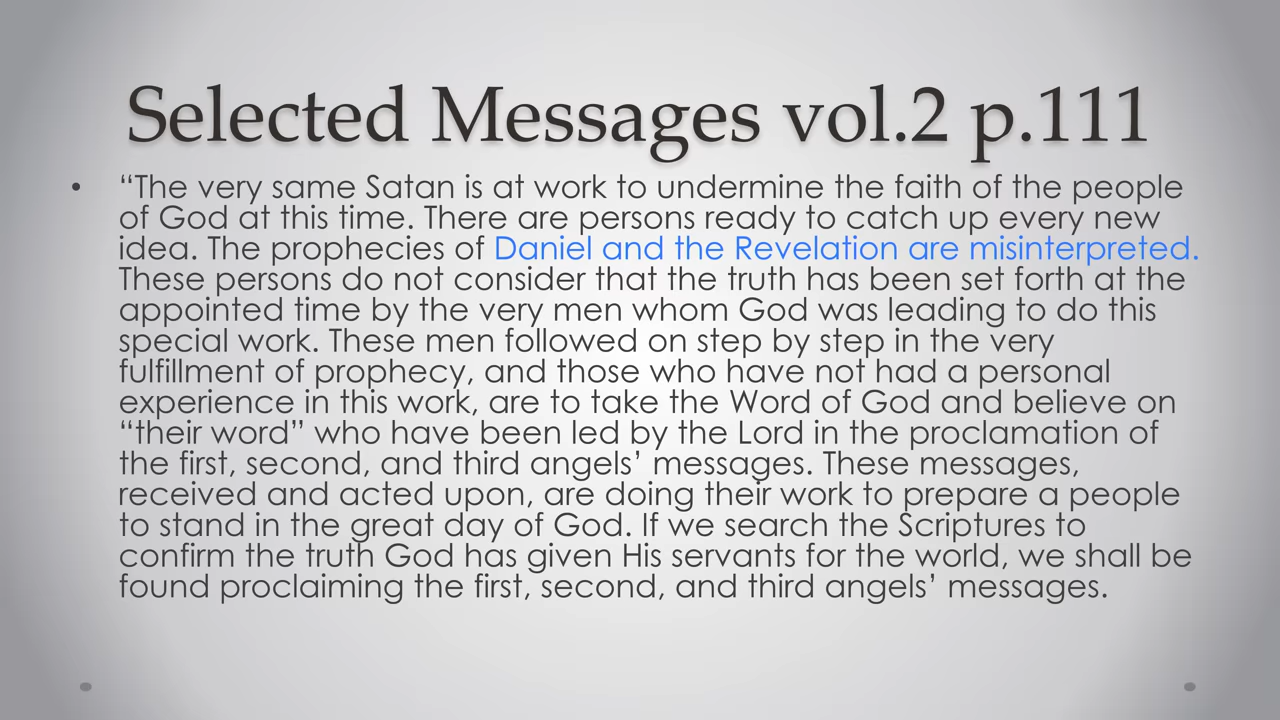 Selected Messages vol.2 p.111
• “The very same Satan is at work to undermine the faith of the people
of God at this time. There are persons ready to catch up every new
idea. The prophecies of Daniel and the Revelation are misinterpreted.
These persons do not consider that the truth has been set forth at the
appointed time by the very men whom God was leading to do this
special work. These men followed on step by step in the very
fulfillment of prophecy, and those who have not had a personal
experience in this work, are to take the Word of God and believe on
“their word” who have been led by the Lord in the proclamation of
the first, second, and third angels’ messages. These messages,
received and acted upon, are doing their work to prepare a people
to stand in the great day of God. If we search the Scriptures to
confirm the truth God has given His servants for the world, we shall be
found proclaiming the first, second, and third angels’ messages.